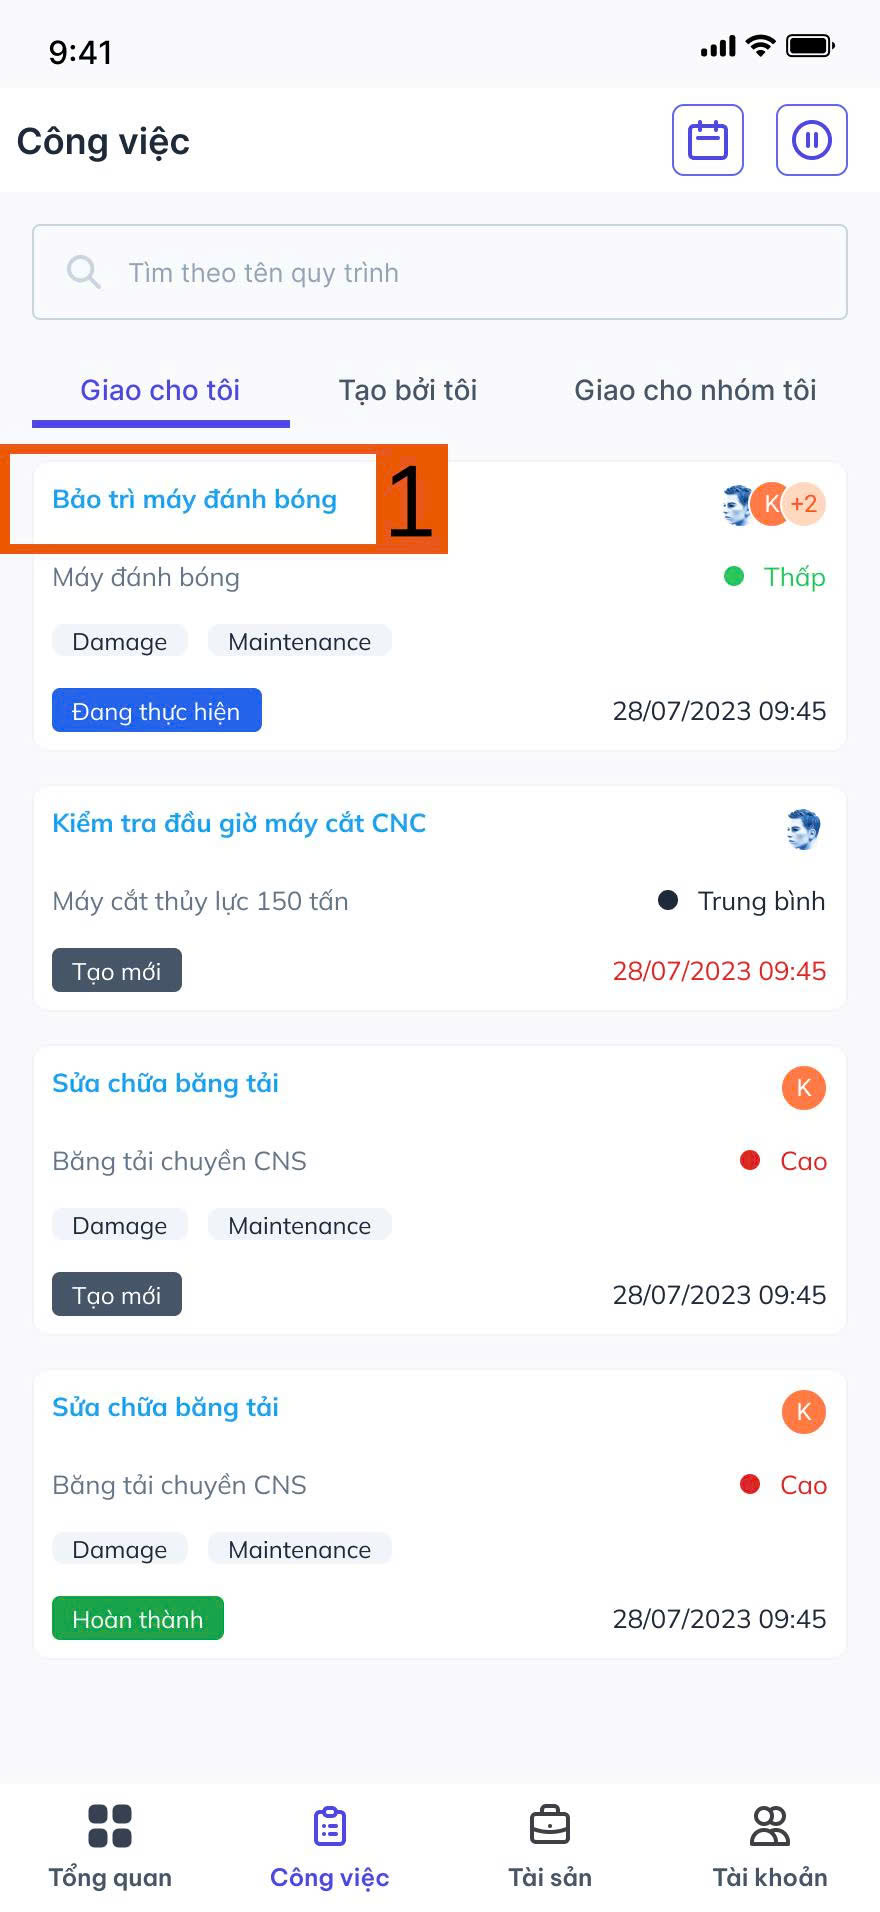 9:41
Công việc
Tìm theo tên quy trình
Giao cho tôi Tạo bởi tôi Giao cho nhóm tôi
Bảo trì máy đánh bóng 1 K +2
Máy đánh bóng Thấp
Damage Maintenance
Đang thực hiện 28/07/2023 09:45
Kiểm tra đầu giờ máy cắt CNC
Máy cắt thủy lực 150 tấn Trung bình
Tạo mới 28/07/2023 09:45
Sửa chữa băng tải K
Băng tải chuyền CNS Cao
Damage Maintenance
Tạo mới 28/07/2023 09:45
Sửa chữa băng tải K
Băng tải chuyền CNS Cao
Damage Maintenance
Hoàn thành 28/07/2023 09:45
Tổng quan Công việc Tài sản Tài khoản